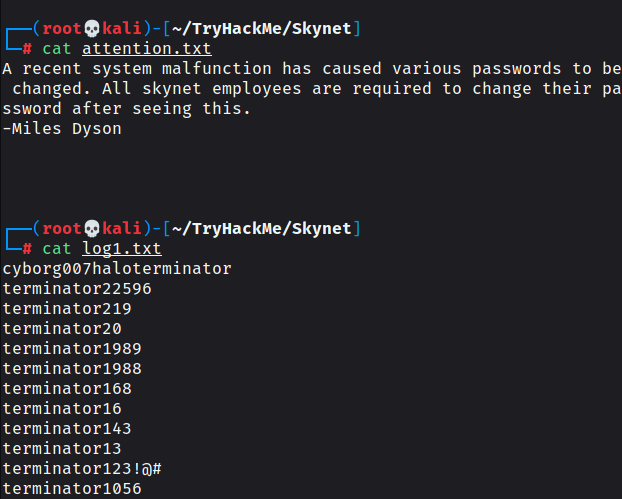 ┌──(root💀kali)-[~/TryHackMe/Skynet]
└─# cat attention.txt
A recent system malfunction has caused various passwords to be
 changed. All skynet employees are required to change their pa
ssword after seeing this.
-Miles Dyson
┌──(root💀kali)-[~/TryHackMe/Skynet]
└─# cat log1.txt
cyborg007haloterminator
terminator22596
terminator219
terminator20
terminator1989
terminator1988
terminator168
terminator16
terminator143
terminator13
terminator123!@#
terminator1056